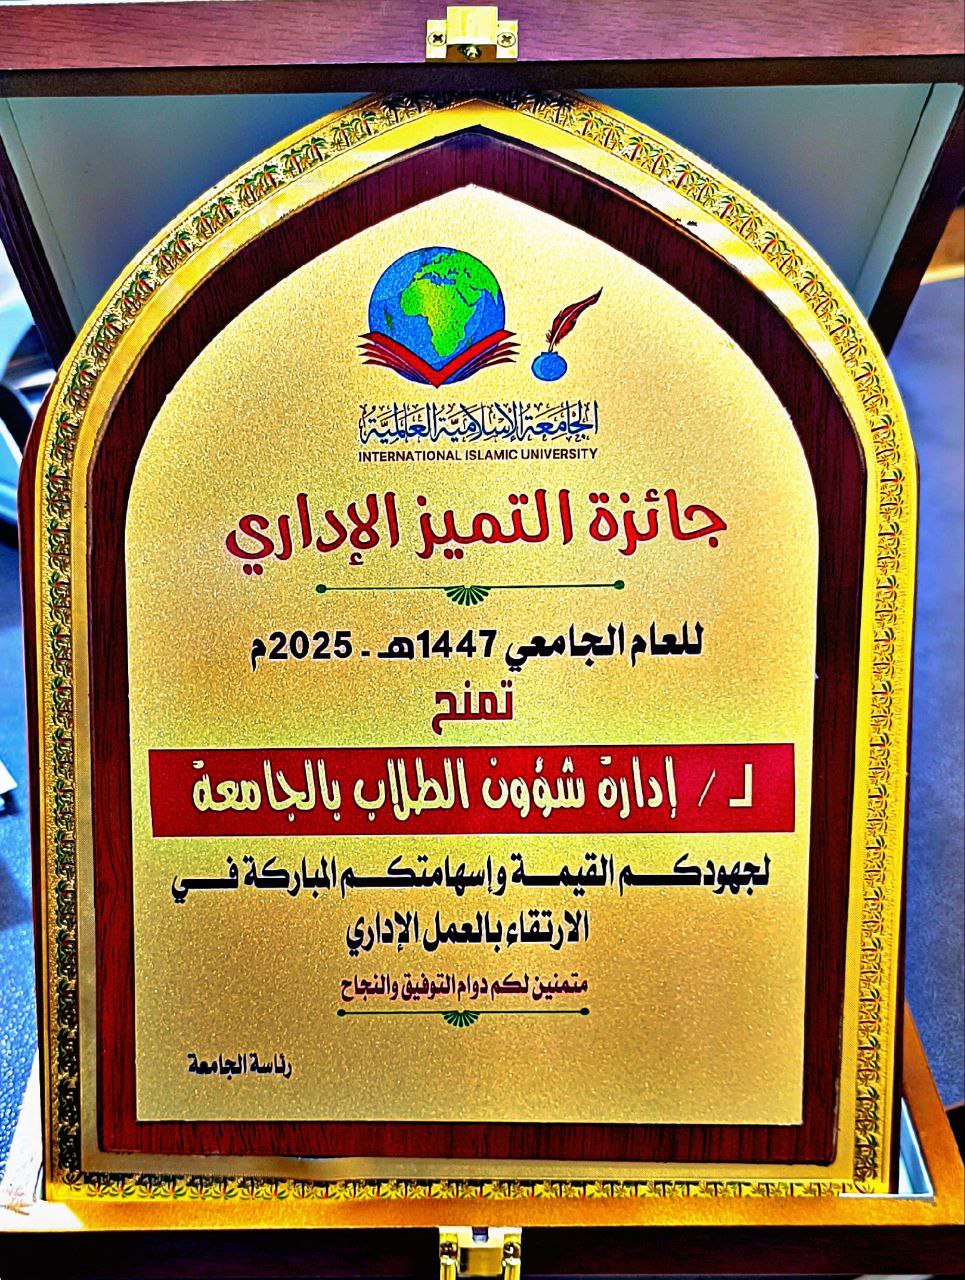 الجامعة الإسلامية العالمية
INTERNATIONAL ISLAMIC UNIVERSITY
جائزة التميز الإداري
للعام الجامعي 1447هـ - 2025م
تمنح
لـ / إدارة شؤون الطلاب بالجامعة
لجهودكم القيمة وإسهامتكم المباركة في
الارتقاء بالعمل الإداري
متمنين لكم دوام التوفيق والنجاح
رئاسة الجامعة